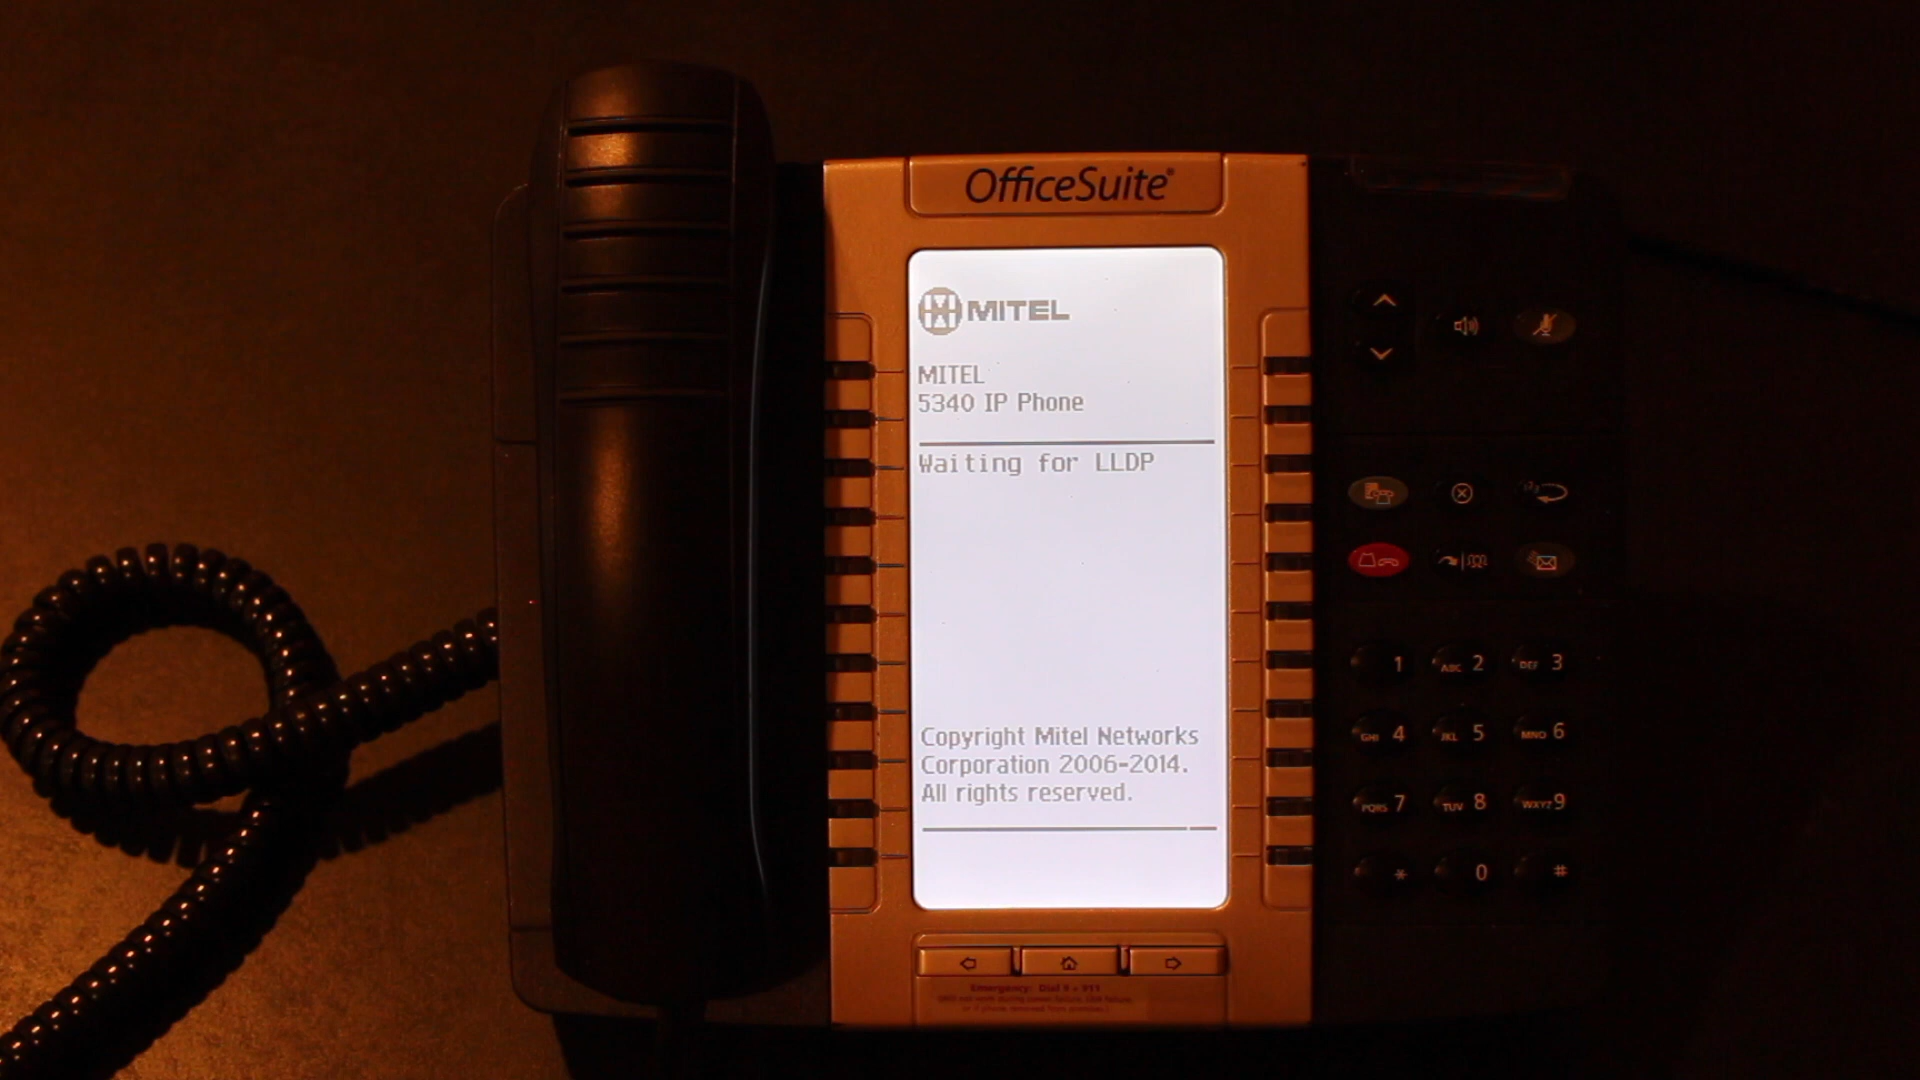 OfficeSuite®
MITEL
MITEL
5340 IP Phone
Waiting for LLDP
Copyright Mitel Networks
Corporation 2006-2014.
All rights reserved.
Emergency: Dial 9 + 911
1 ABC 2 DEF 3
GHI 4 JKL 5 MNO 6
PQRS 7 TUV 8 WXYZ 9
* 0 #